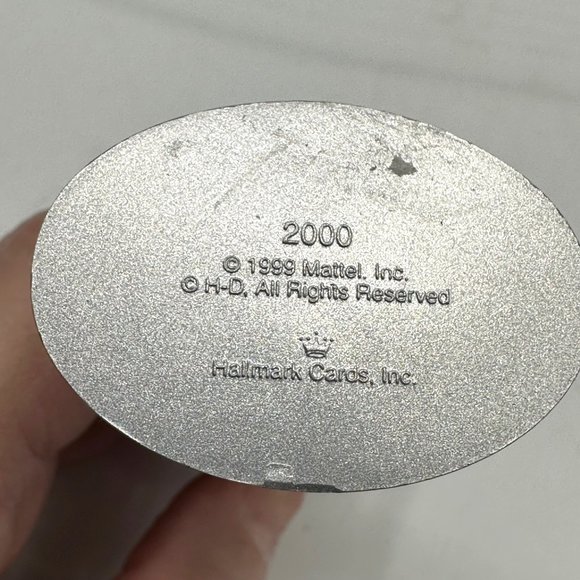 2000
© 1999 Mattel, Inc.
© H-D, All Rights Reserved
Hallmark Cards, Inc.